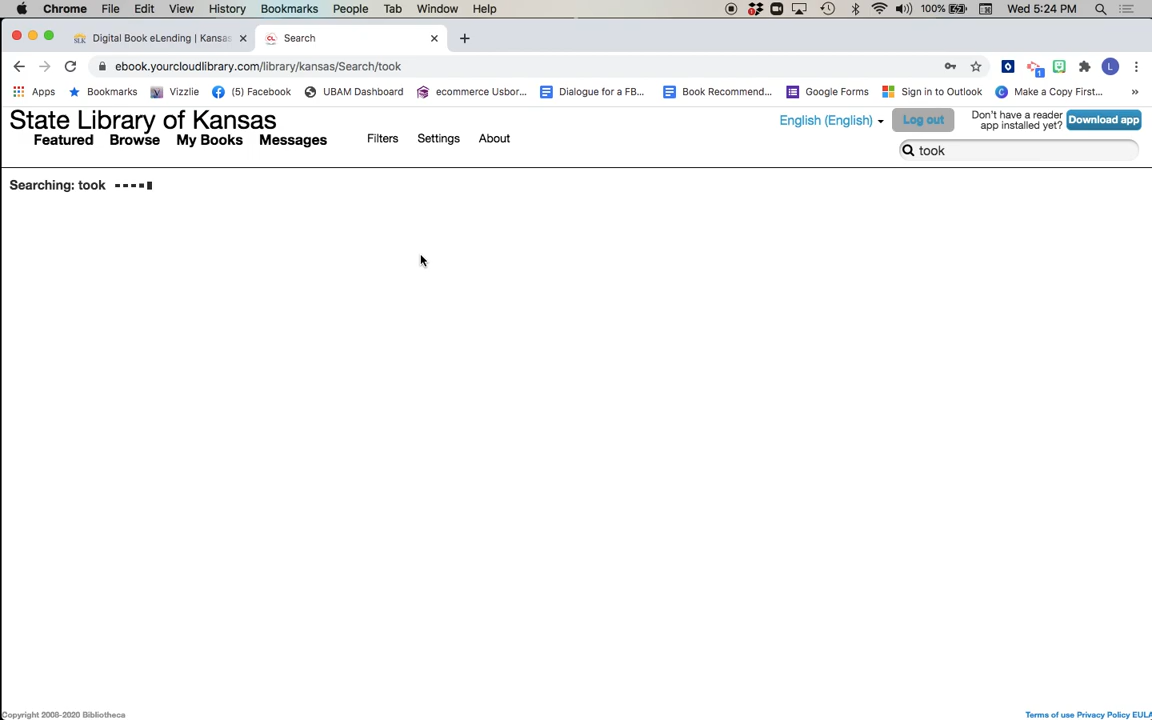 Chrome File Edit View History Bookmarks People Tab Window Help 100% Wed 5:24 PM
Digital Book eLending | Kansas Search
ebook.yourcloudlibrary.com/library/kansas/Search/took
Apps Bookmarks Vizzlie (5) Facebook UBAM Dashboard ecommerce Usbor... Dialogue for a FB... Book Recommend... Google Forms Sign in to Outlook Make a Copy First... »
State Library of Kansas
Featured Browse My Books Messages Filters Settings About
English (English) Log out
Don't have a reader
app installed yet?
Download app
took
Searching: took
Copyright 2008-2020 Bibliotheca
Terms of use Privacy Policy EULA